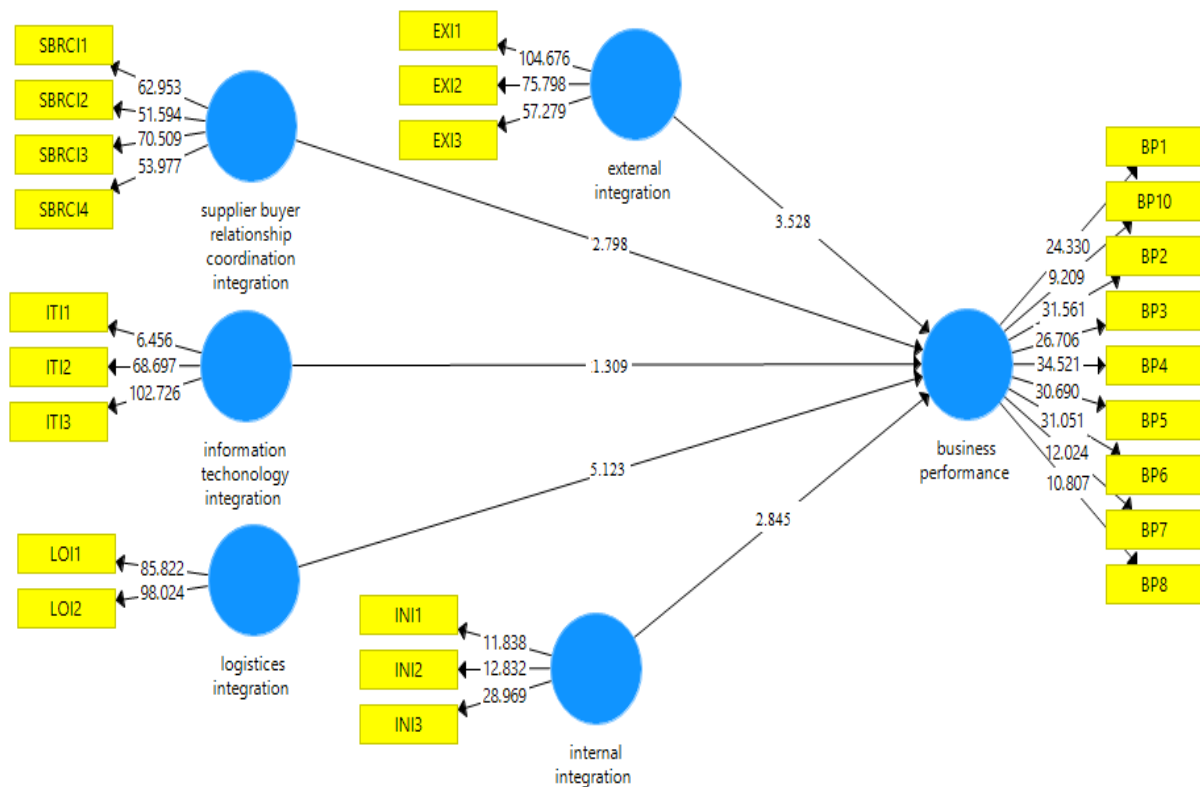 SBRCI1
SBRCI2
SBRCI3
SBRCI4
62.953
51.594
70.509
53.977
supplier buyer
relationship
coordination
integration
EXI1
EXI2
EXI3
104.676
75.798
57.279
external
integration
3.528
2.798
ITI1
ITI2
ITI3
6.456
68.697
102.726
information
techonology
integration
1.309
LOI1
LOI2
85.822
98.024
logistices
integration
5.123
INI1
INI2
INI3
11.838
12.832
28.969
internal
integration
2.845
business
performance
24.330
9.209
31.561
26.706
34.521
30.690
31.051
12.024
10.807
BP1
BP10
BP2
BP3
BP4
BP5
BP6
BP7
BP8